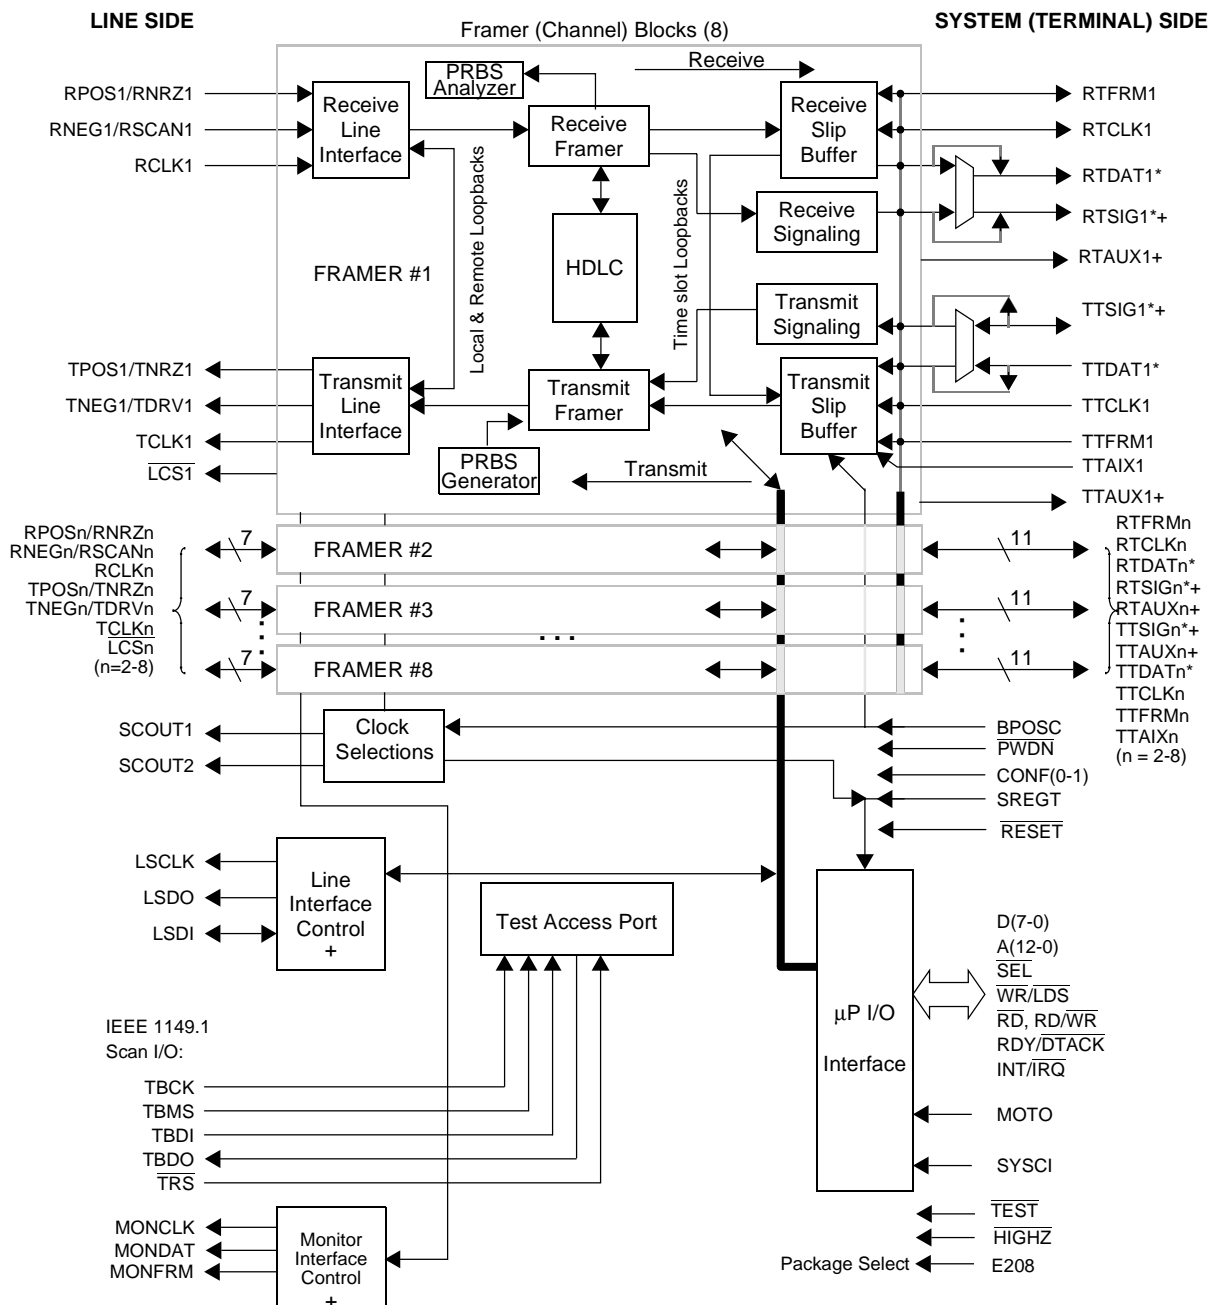 LINE SIDE
Framer (Channel) Blocks (8)
SYSTEM (TERMINAL) SIDE
RPOS1/RNRZ1
RNEG1/RSCAN1
RCLK1
PRBS
Analyzer
Receive
Receive
Line
Interface
Receive
Framer
Receive
Slip
Buffer
RTFRM1
RTCLK1
RTDAT1*
RTSIG1*+
RTAUX1+
Receive
Signaling
HDLC
FRAMER #1
Local & Remote Loopbacks
Time slot Loopbacks
Transmit
Signaling
TTSIG1*+
TTDAT1*
TTCLK1
TTFRM1
TTAIX1
TTAUX1+
TPOS1/TNRZ1
TNEG1/TDRV1
TCLK1
LCS1
Transmit
Line
Interface
Transmit
Framer
Transmit
Slip
Buffer
PRBS
Generator
Transmit
RPOSn/RNRZn
RNEGn/RSCANn
RCLKn
TPOSn/TNRZn
TNEGn/TDRVn
TCLKn
LCSn
(n=2-8)
7
FRAMER #2
11
7
FRAMER #3
11
...
7
FRAMER #8
11
RTFRMn
RTCLKn
RTDATn*
RTSIGn*+
RTAUXn+
TTSIGn*+
TTAUXn+
TTDATn*
TTCLKn
TTFRMn
TTAIXn
(n = 2-8)
SCOUT1
SCOUT2
Clock
Selections
BPOSC
PWDN
CONF(0-1)
SREGT
RESET
LSCLK
LSDO
LSDI
Line
Interface
Control
+
Test Access Port
µP I/O
Interface
D(7-0)
A(12-0)
SEL
WR/LDS
RD, RD/WR
RDY/DTACK
INT/IRQ
MOTO
SYSCI
IEEE 1149.1
Scan I/O:
TBCK
TBMS
TBDI
TBDO
TRS
TEST
HIGHZ
Package Select
E208
MONCLK
MONDAT
MONFRM
Monitor
Interface
Control
+